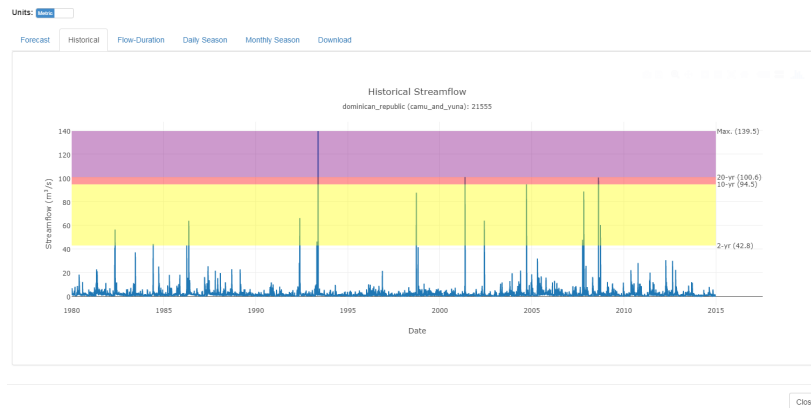 Units: Metric
Forecast Historical Flow-Duration Daily Season Monthly Season Download
Historical Streamflow
dominican_republic (camu_and_yuna): 21555
Streamflow (m³/s)
140
120
100
80
60
40
20
0
Max. (139.5)
20-yr (100.6)
10-yr (94.5)
2-yr (42.8)
1980 1985 1990 1995 2000 2005 2010 2015
Date
Clos